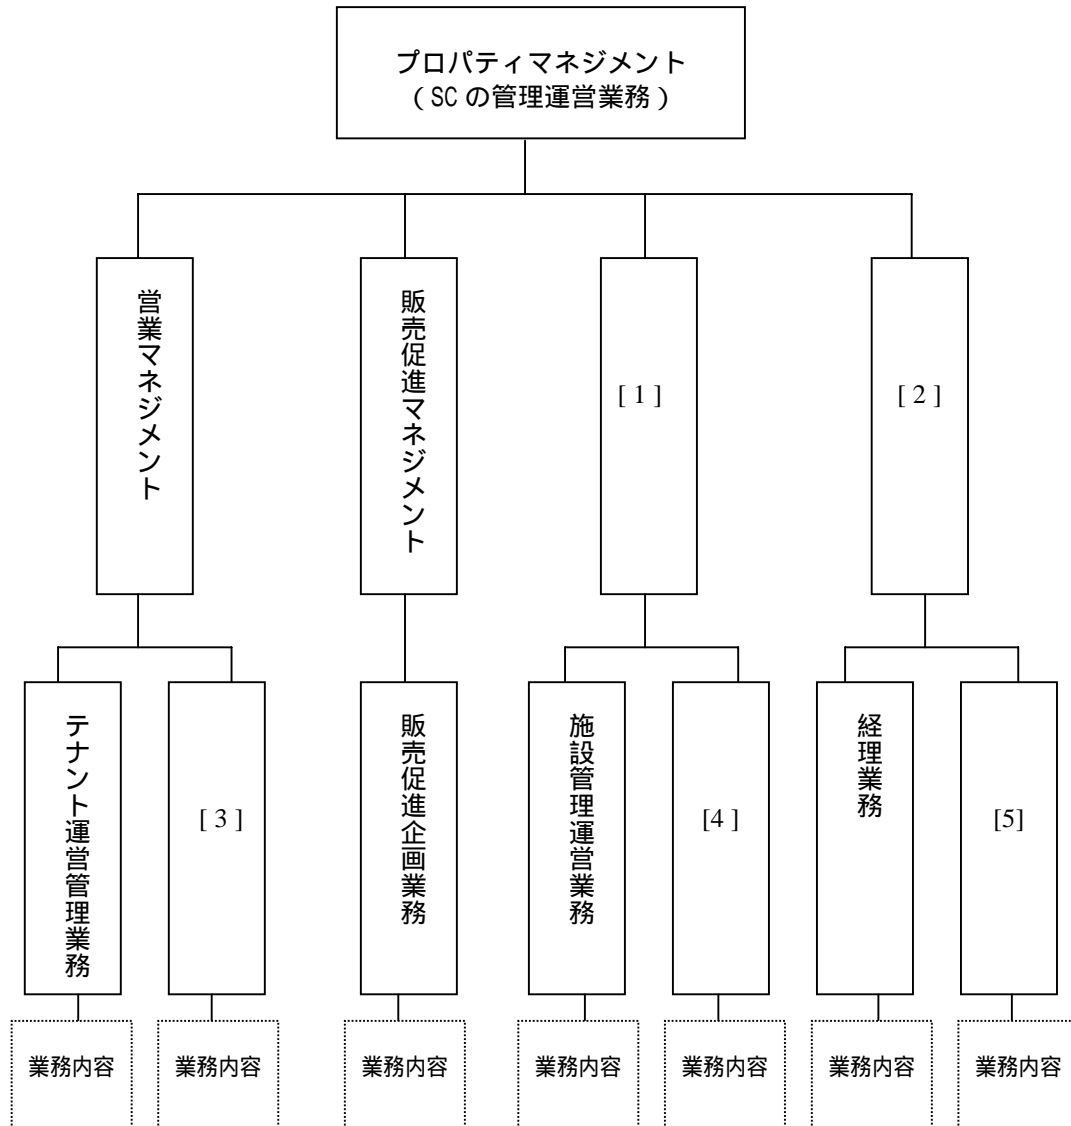 プロパティマネジメント
（SC の管理運営業務）
営業マネジメント
販売促進マネジメント
[ 1 ]
[ 2 ]
テナント運営管理業務
[ 3 ]
販売促進企画業務
施設管理運営業務
[4 ]
経理業務
[5]
業務内容
業務内容
業務内容
業務内容
業務内容
業務内容
業務内容